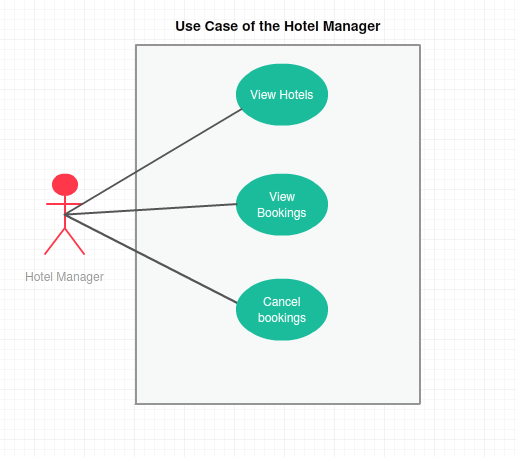 Use Case of the Hotel Manager
View Hotels
View
Bookings
Hotel Manager
Cancel
bookings